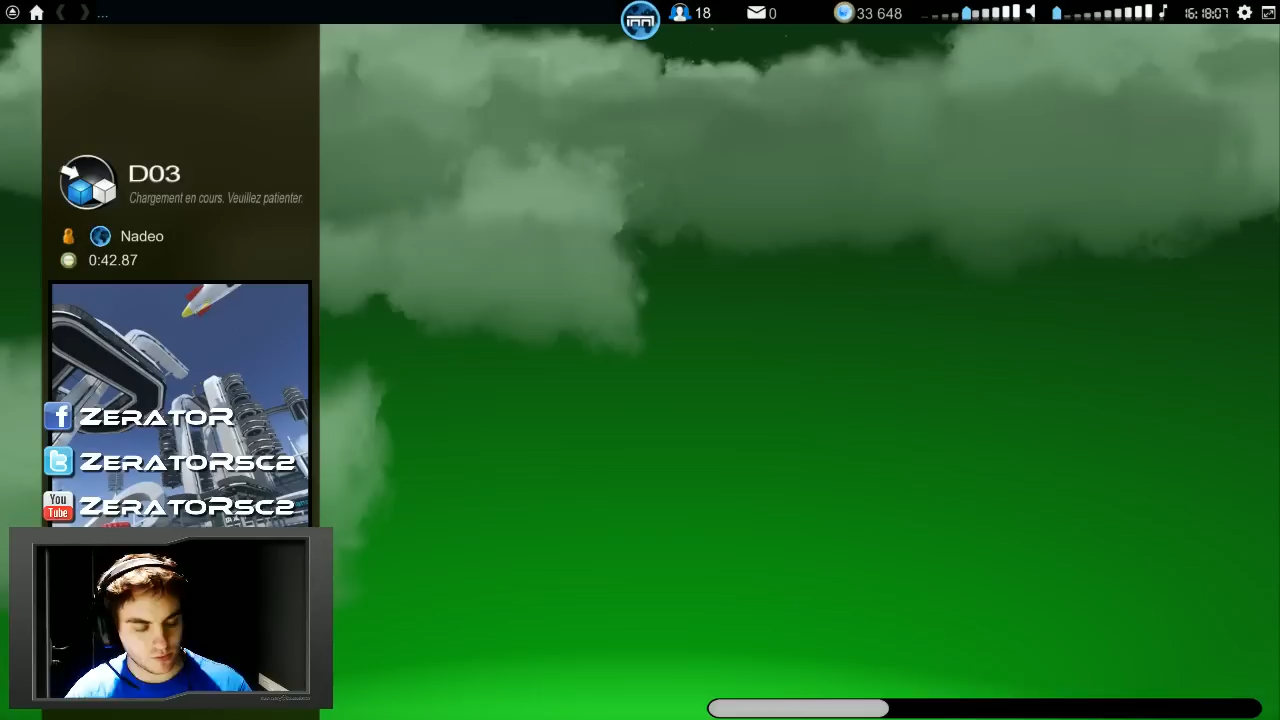 ...
18
0
33 648
16:18:07
D03
Chargement en cours. Veuillez patienter.
Nadeo
0:42.87
f ZeratoR
t ZeratoRsc2
You Tube ZeratoRsc2